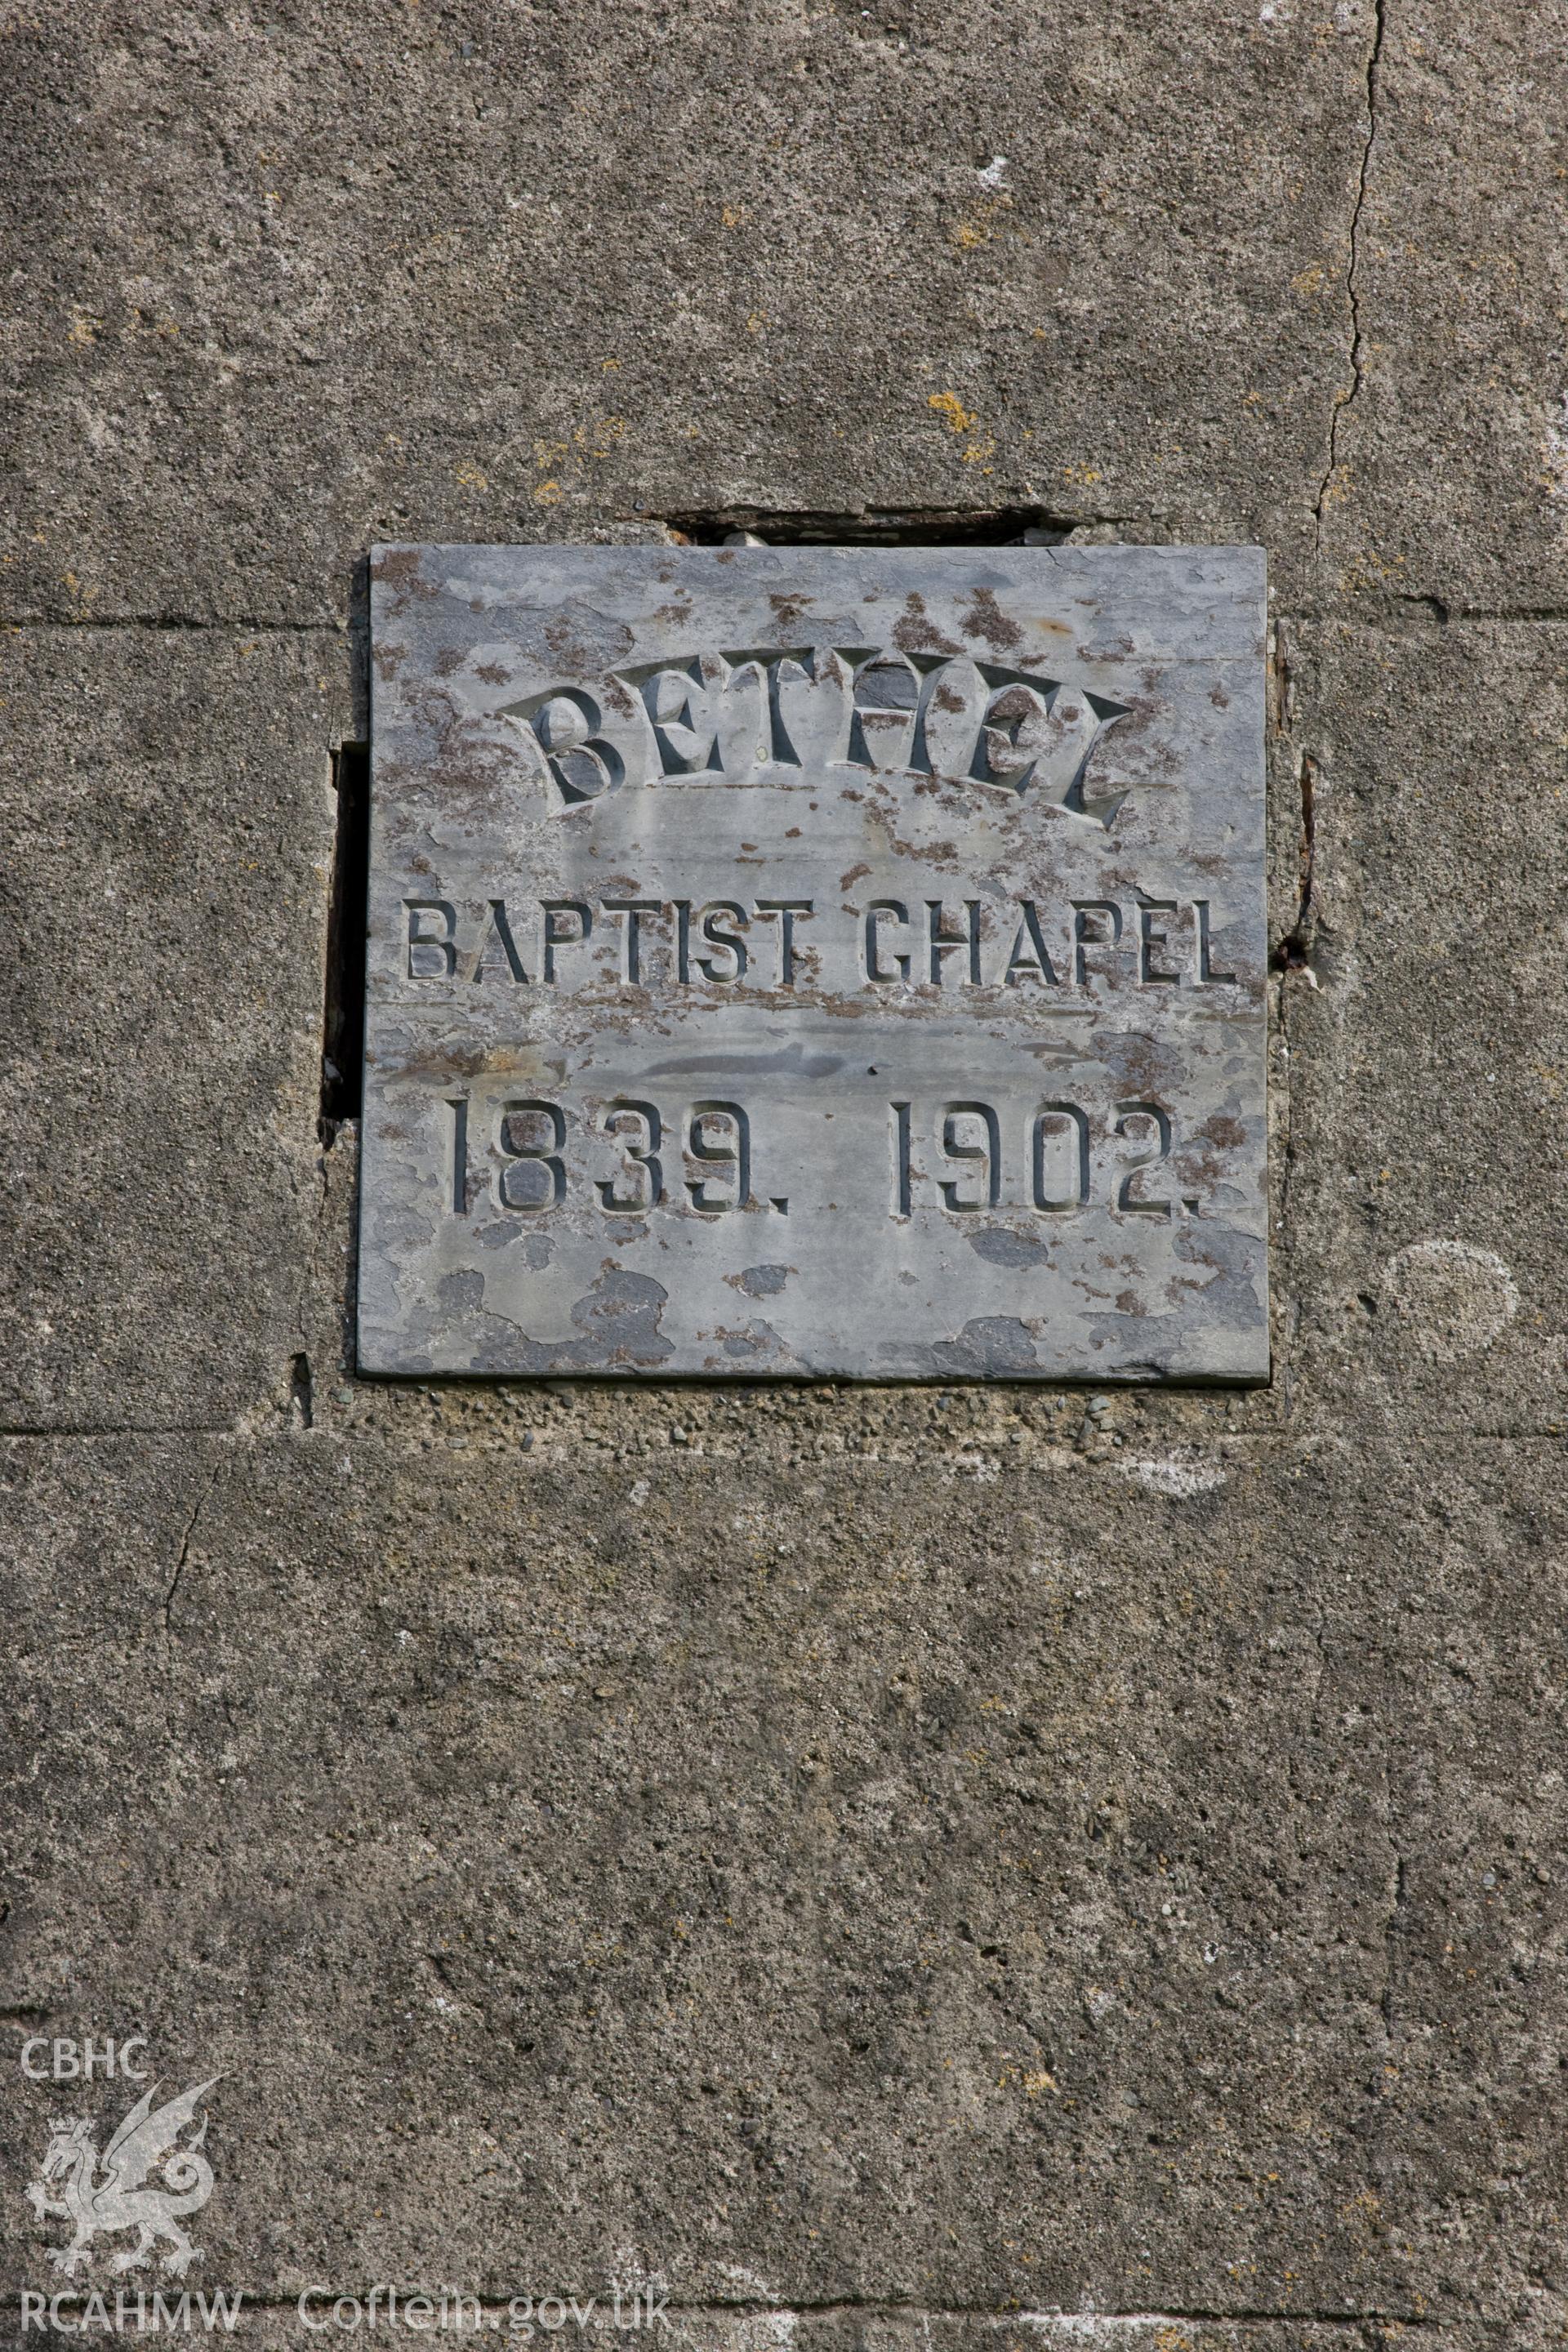 BETHEL
BAPTIST CHAPEL
1839. 1902.
CBHC
RCAHMW Coflein.gov.uk